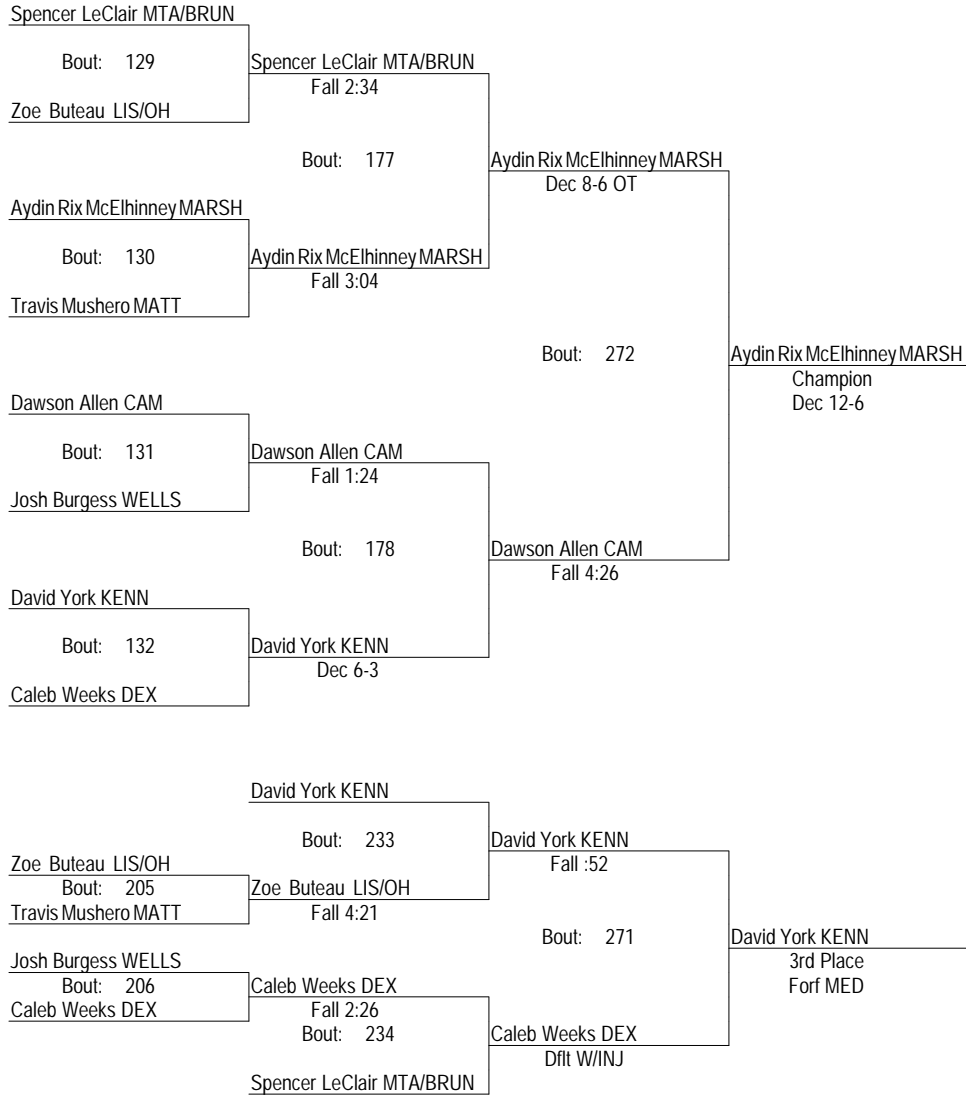 Spencer LeClair MTA/BRUN
Bout: 129
Spencer LeClair MTA/BRUN
Fall 2:34
Zoe Buteau LIS/OH
Bout: 177
Aydin Rix McElhinney MARSH
Dec 8-6 OT
Aydin Rix McElhinney MARSH
Bout: 130
Aydin Rix McElhinney MARSH
Fall 3:04
Travis Mushero MATT
Bout: 272
Aydin Rix McElhinney MARSH
Champion
Dec 12-6
Dawson Allen CAM
Bout: 131
Dawson Allen CAM
Fall 1:24
Josh Burgess WELLS
Bout: 178
Dawson Allen CAM
Fall 4:26
David York KENN
Bout: 132
David York KENN
Dec 6-3
Caleb Weeks DEX
David York KENN
Bout: 233
David York KENN
Fall :52
Zoe Buteau LIS/OH
Bout: 205
Zoe Buteau LIS/OH
Fall 4:21
Travis Mushero MATT
Bout: 271
David York KENN
3rd Place
Forf MED
Josh Burgess WELLS
Bout: 206
Caleb Weeks DEX
Fall 2:26
Caleb Weeks DEX
Bout: 234
Caleb Weeks DEX
Dflt W/INJ
Spencer LeClair MTA/BRUN